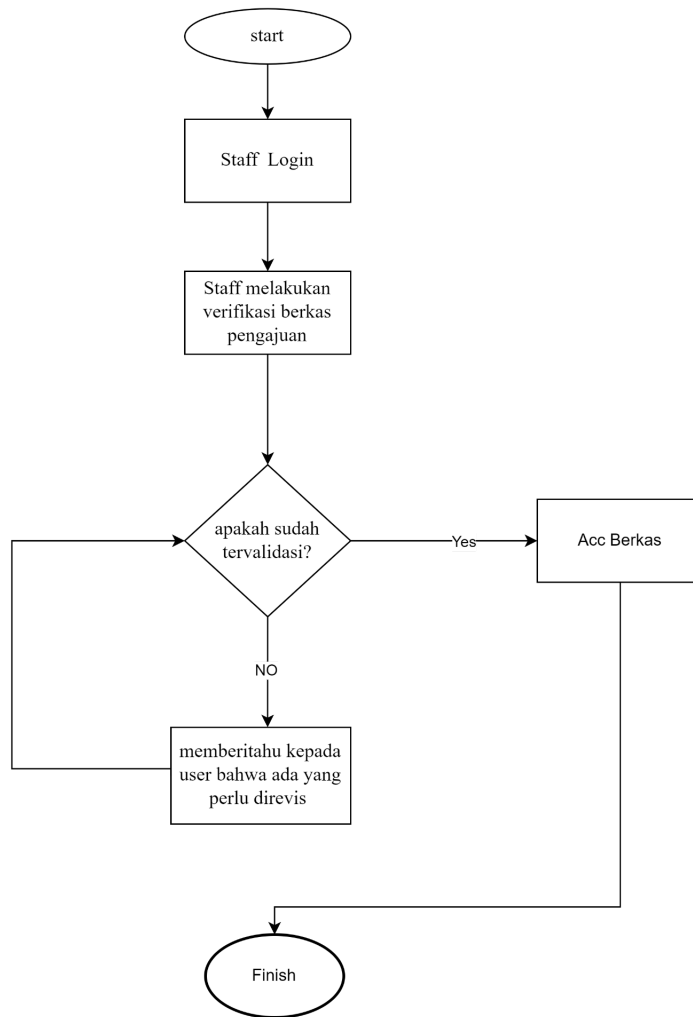 start
Staff Login
Staff melakukan
verifikasi berkas
pengajuan
apakah sudah
tervalidasi?
Yes
Acc Berkas
NO
memberitahu kepada
user bahwa ada yang
perlu direvis
Finish